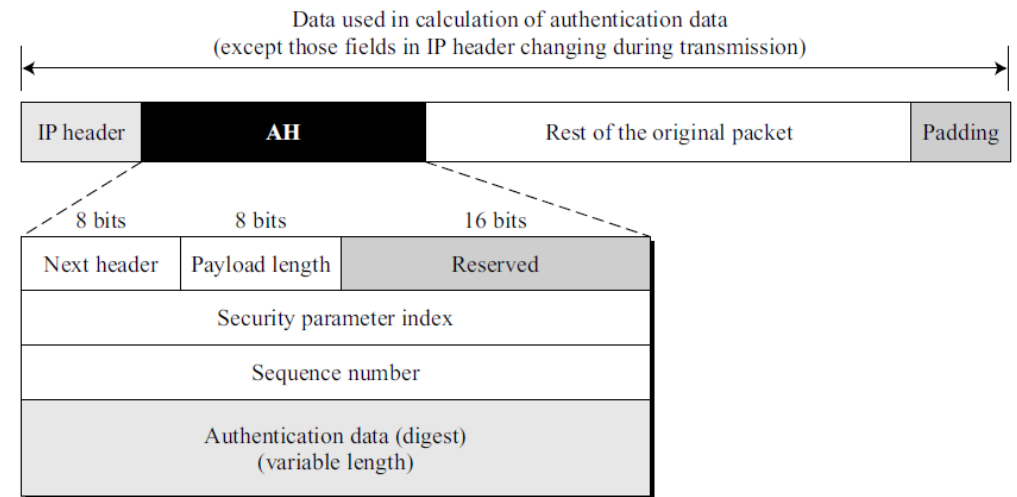 Data used in calculation of authentication data
(except those fields in IP header changing during transmission)
IP header AH Rest of the original packet Padding
8 bits 8 bits 16 bits
Next header Payload length Reserved
Security parameter index
Sequence number
Authentication data (digest)
(variable length)